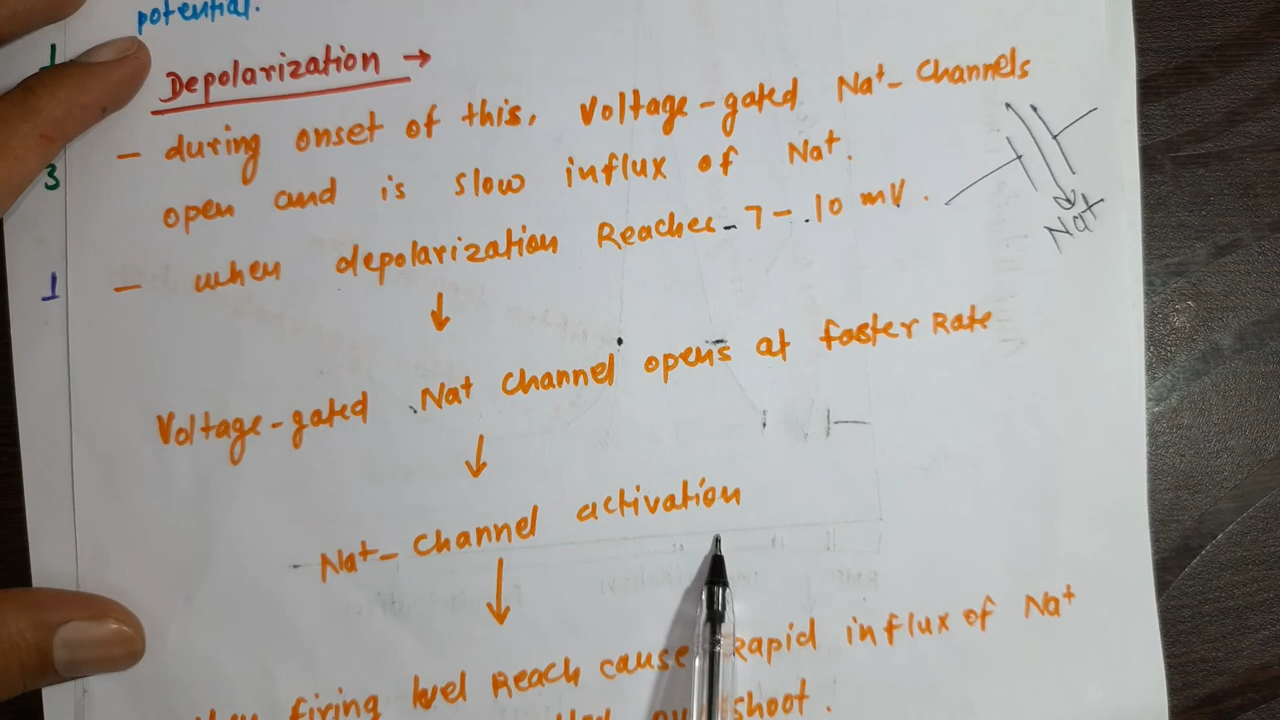 potential.
Depolarization →
1
- during onset of this, Voltage-gated Na+- Channels
open and is slow influx of Na+.
3
Na+
- when depolarization Reaches - 7 - 10 mV.
1
↓
Voltage-gated Na+ Channel opens at faster Rate
↓
Na+- Channel activation
↓
firing level Reach cause Rapid influx of Na+
shoot.